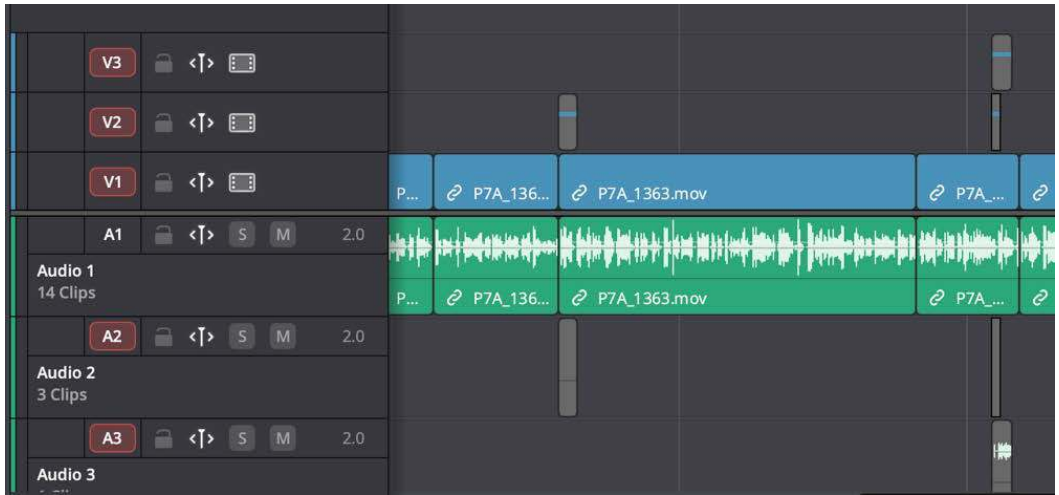 V3
V2
V1
P... P7A_136... P7A_1363.mov P7A_...
A1 S M 2.0
Audio 1
14 Clips
P... P7A_136... P7A_1363.mov P7A_...
A2 S M 2.0
Audio 2
3 Clips
A3 S M 2.0
Audio 3